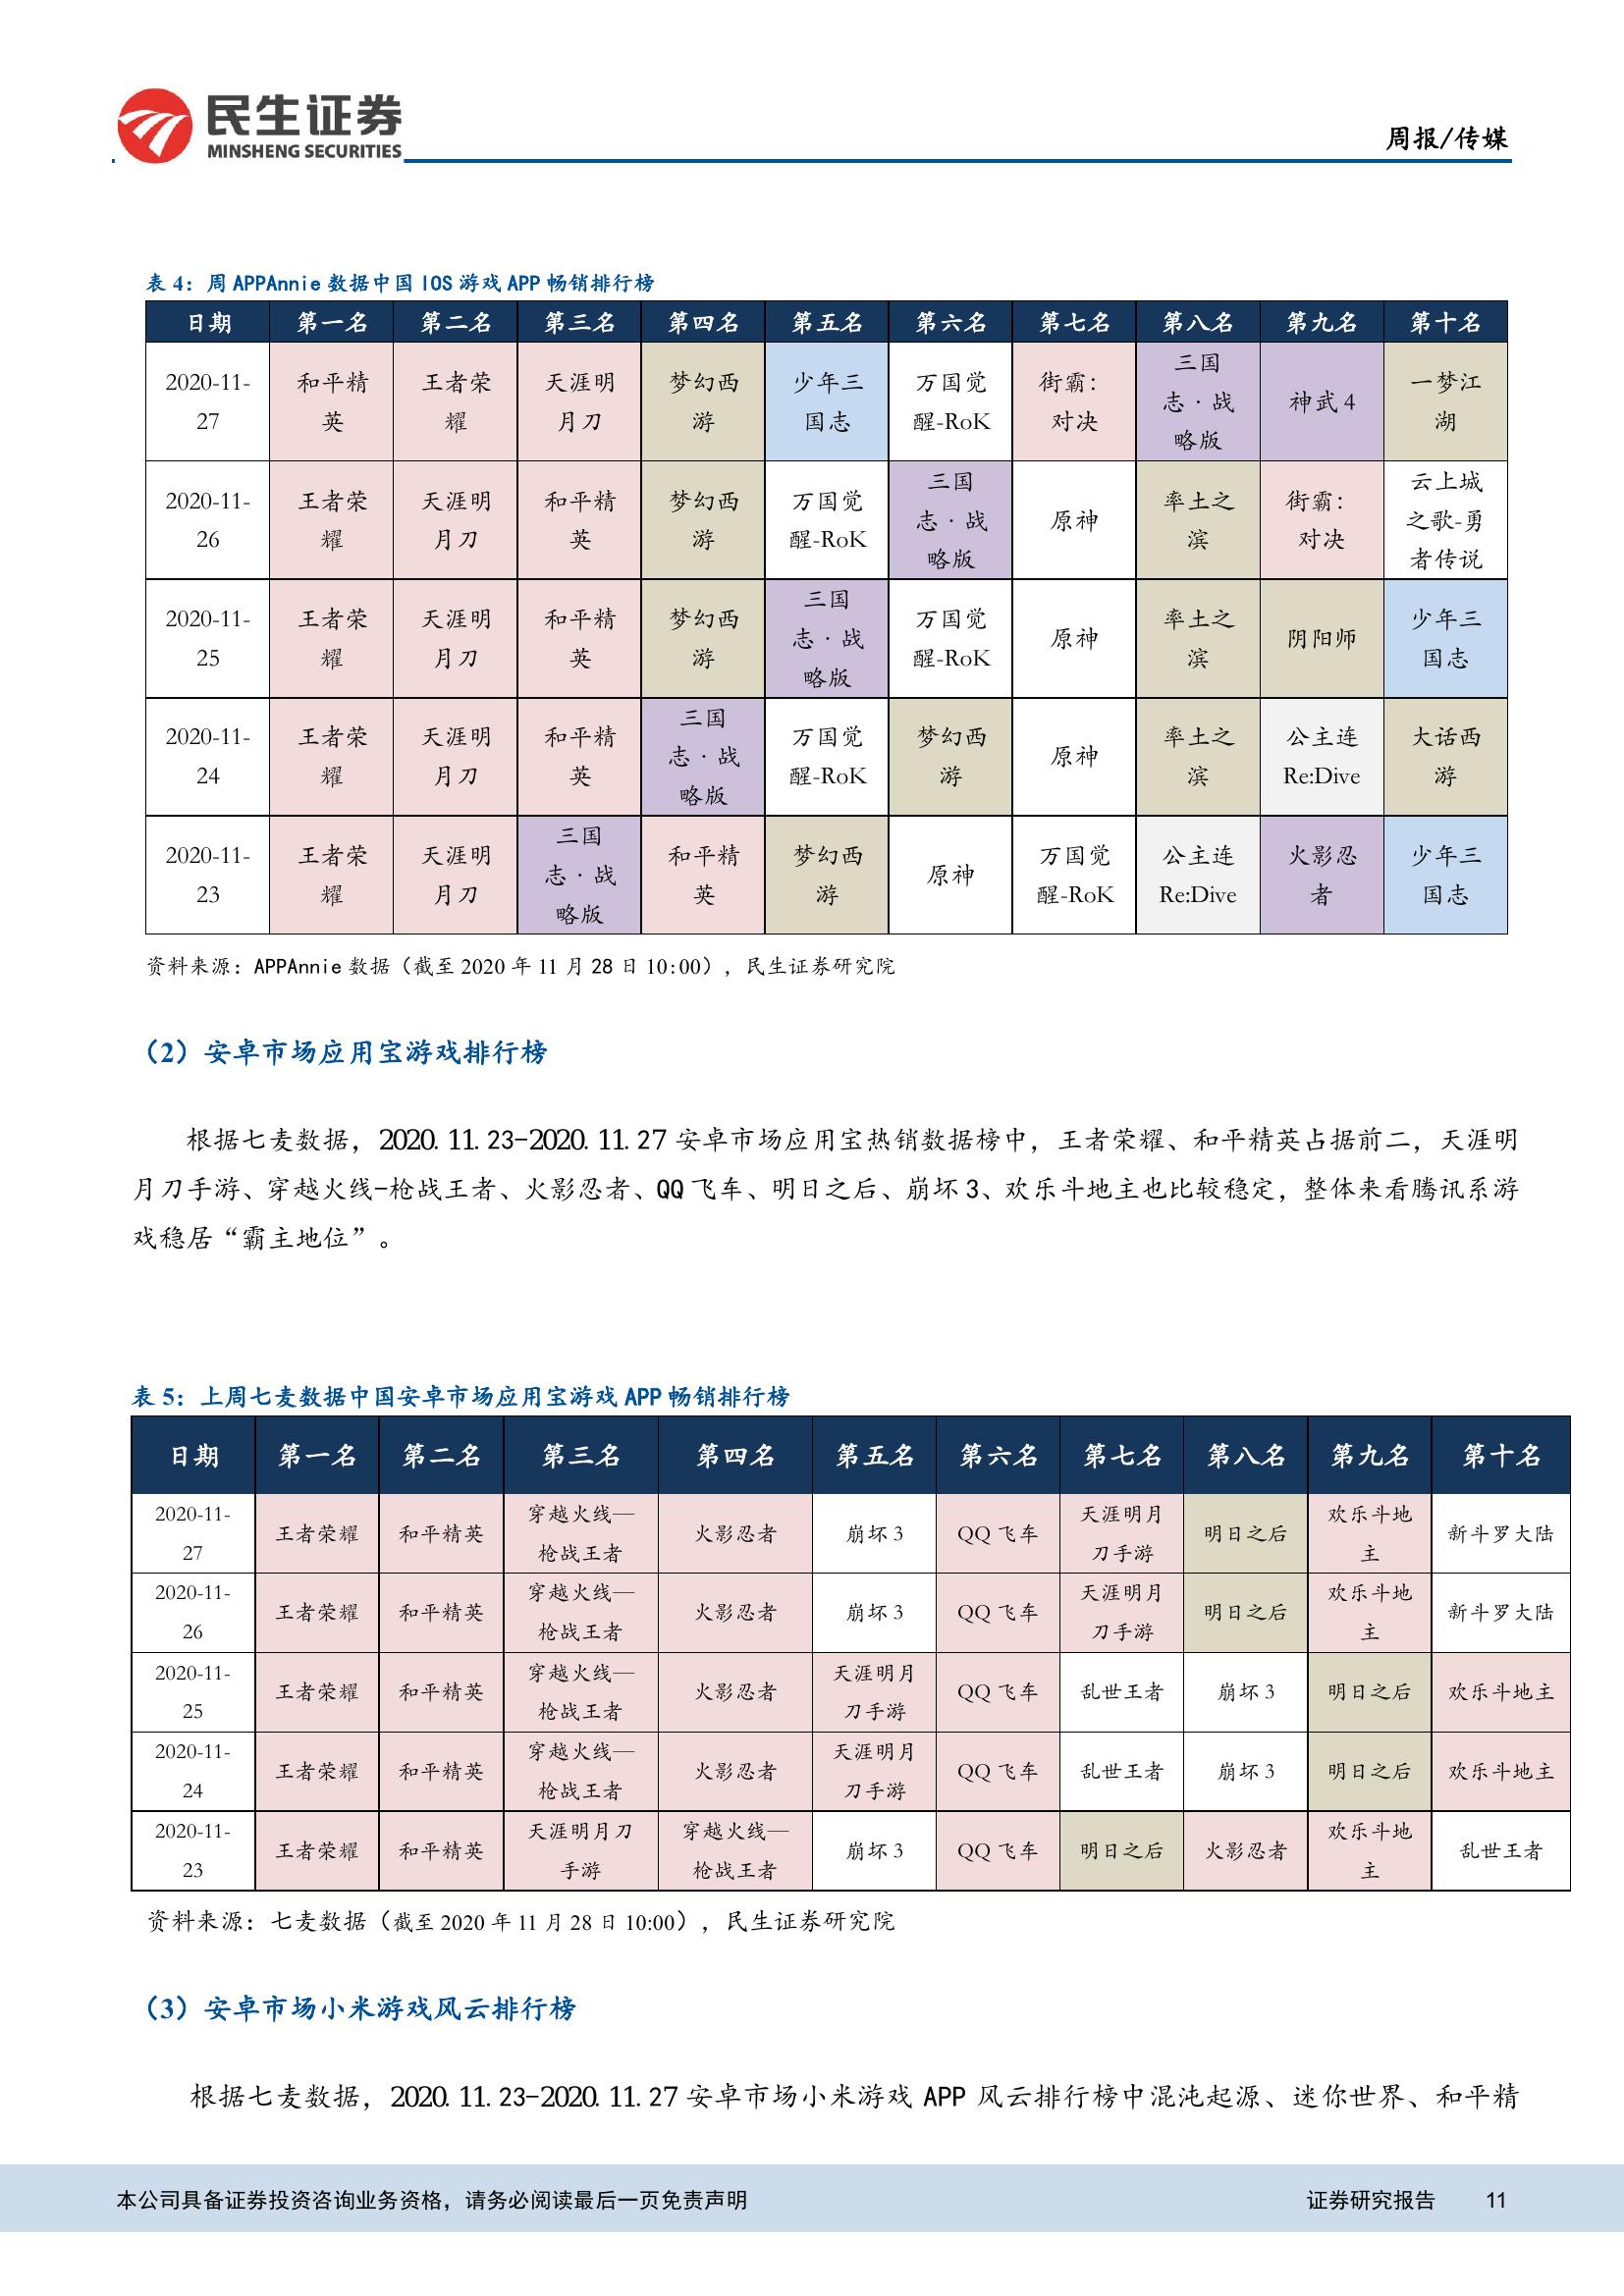 民生证券
MINSHENG SECURITIES
周报/传媒
表 4：周 APPAnnie 数据中国 IOS 游戏 APP 畅销排行榜
日期 第一名 第二名 第三名 第四名 第五名 第六名 第七名 第八名 第九名 第十名
2020-11-27 和平精英 王者荣耀 天涯明月刀 梦幻西游 少年三国志 万国觉醒-RoK 街霸：对决 三国志·战略版 神武 4 一梦江湖
2020-11-26 王者荣耀 天涯明月刀 和平精英 梦幻西游 万国觉醒-RoK 三国志·战略版 原神 率土之滨 街霸：对决 云上城之歌-勇者传说
2020-11-25 王者荣耀 天涯明月刀 和平精英 梦幻西游 三国志·战略版 万国觉醒-RoK 原神 率土之滨 阴阳师 少年三国志
2020-11-24 王者荣耀 天涯明月刀 和平精英 三国志·战略版 万国觉醒-RoK 梦幻西游 原神 率土之滨 公主连 Re:Dive 大话西游
2020-11-23 王者荣耀 天涯明月刀 三国志·战略版 和平精英 梦幻西游 原神 万国觉醒-RoK 公主连 Re:Dive 火影忍者 少年三国志
资料来源：APPAnnie 数据（截至 2020 年 11 月 28 日 10:00），民生证券研究院
（2）安卓市场应用宝游戏排行榜
根据七麦数据，2020.11.23-2020.11.27 安卓市场应用宝热销数据榜中，王者荣耀、和平精英占据前二，天涯明
月刀手游、穿越火线-枪战王者、火影忍者、QQ 飞车、明日之后、崩坏 3、欢乐斗地主也比较稳定，整体来看腾讯系游
戏稳居“霸主地位”。
表 5：上周七麦数据中国安卓市场应用宝游戏 APP 畅销排行榜
日期 第一名 第二名 第三名 第四名 第五名 第六名 第七名 第八名 第九名 第十名
2020-11-27 王者荣耀 和平精英 穿越火线—枪战王者 火影忍者 崩坏 3 QQ 飞车 天涯明月刀手游 明日之后 欢乐斗地主 新斗罗大陆
2020-11-26 王者荣耀 和平精英 穿越火线—枪战王者 火影忍者 崩坏 3 QQ 飞车 天涯明月刀手游 明日之后 欢乐斗地主 新斗罗大陆
2020-11-25 王者荣耀 和平精英 穿越火线—枪战王者 火影忍者 天涯明月刀手游 QQ 飞车 乱世王者 崩坏 3 明日之后 欢乐斗地主
2020-11-24 王者荣耀 和平精英 穿越火线—枪战王者 火影忍者 天涯明月刀手游 QQ 飞车 乱世王者 崩坏 3 明日之后 欢乐斗地主
2020-11-23 王者荣耀 和平精英 天涯明月刀手游 穿越火线—枪战王者 崩坏 3 QQ 飞车 明日之后 火影忍者 欢乐斗地主 乱世王者
资料来源：七麦数据（截至 2020 年 11 月 28 日 10:00），民生证券研究院
（3）安卓市场小米游戏风云排行榜
根据七麦数据，2020.11.23-2020.11.27 安卓市场小米游戏 APP 风云排行榜中混沌起源、迷你世界、和平精
本公司具备证券投资咨询业务资格，请务必阅读最后一页免责声明 证券研究报告 11